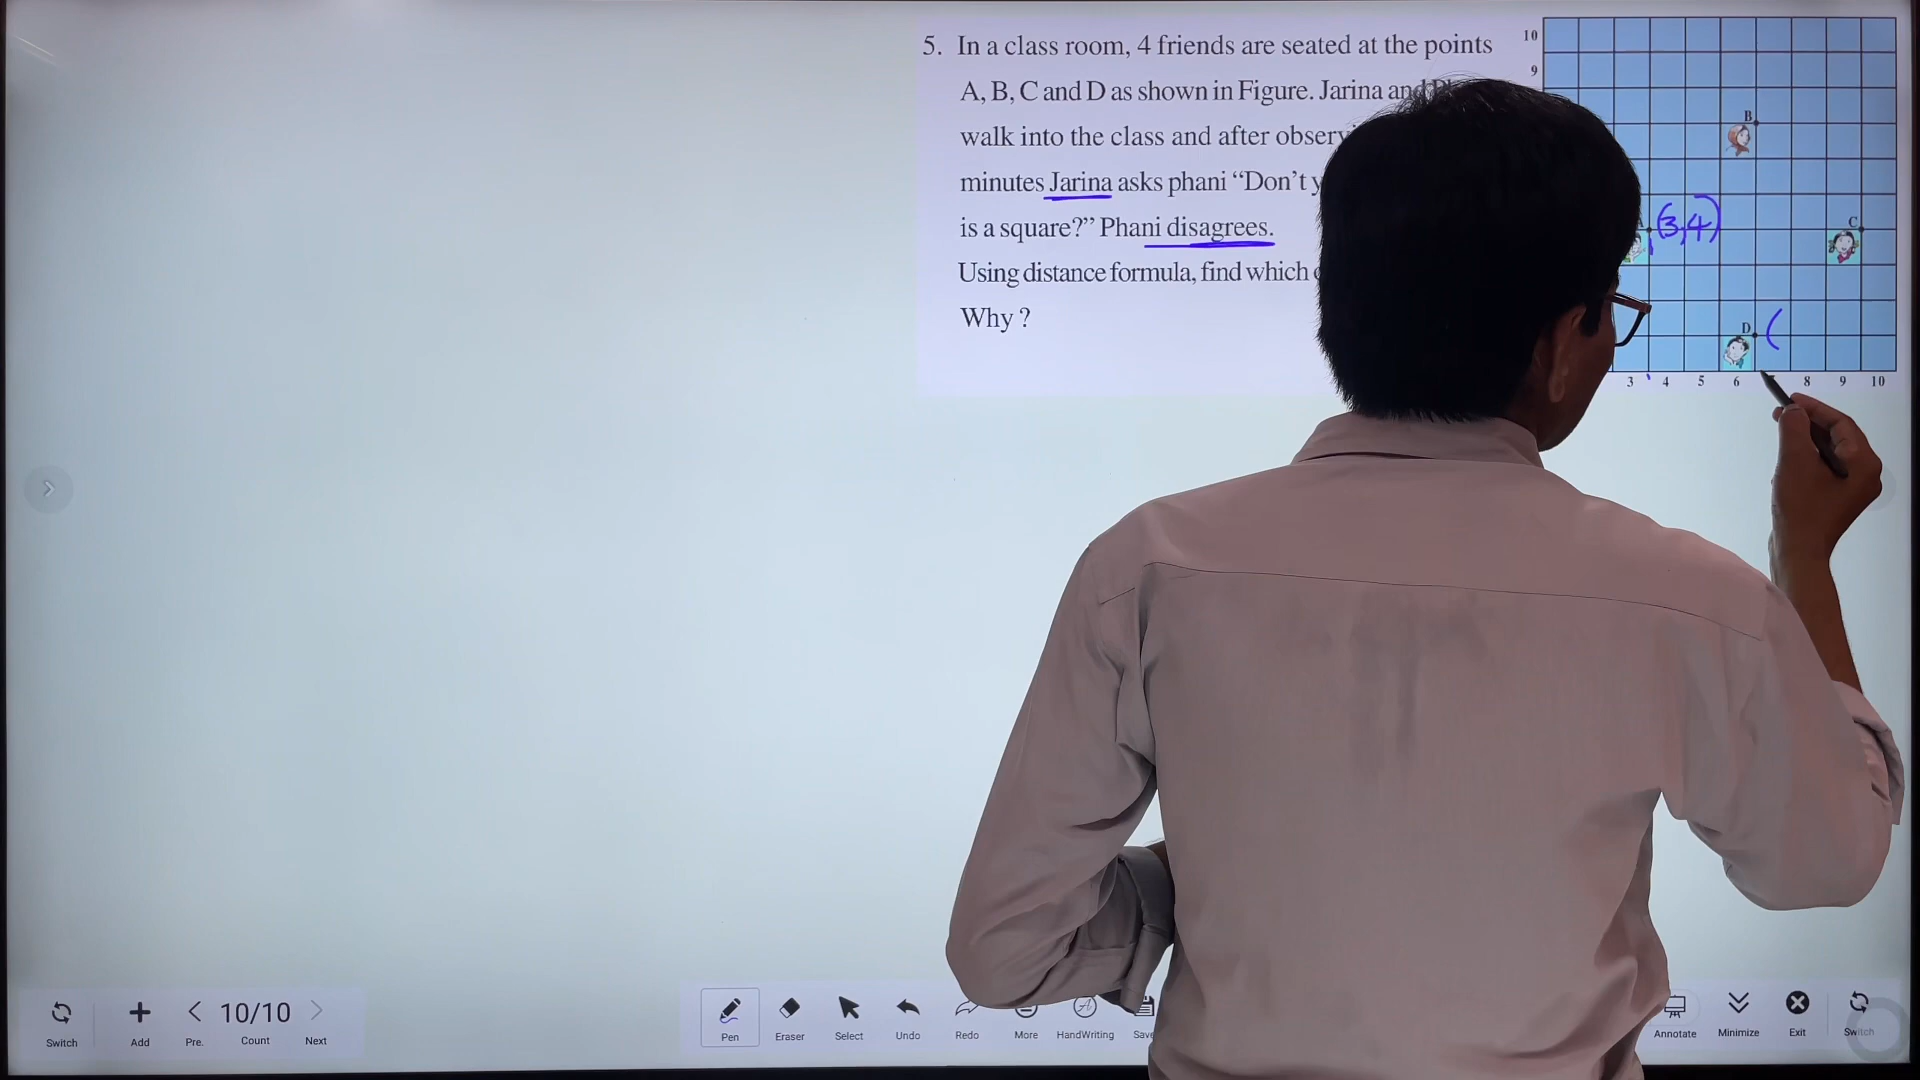 5. In a class room, 4 friends are seated at the points
A, B, C and D as shown in Figure. Jarina and
walk into the class and after
minutes Jarina asks phani “Don't
is a square?” Phani disagrees.
Using distance formula, find which
Why ?
10
9
B
(3,4)
C
D (
3 4 5 6 8 9 10
Switch
Add
Pre.
10/10
Count
Next
Pen
Eraser
Select
Undo
Redo
More
HandWriting
Annotate
Minimize
Exit
Switch